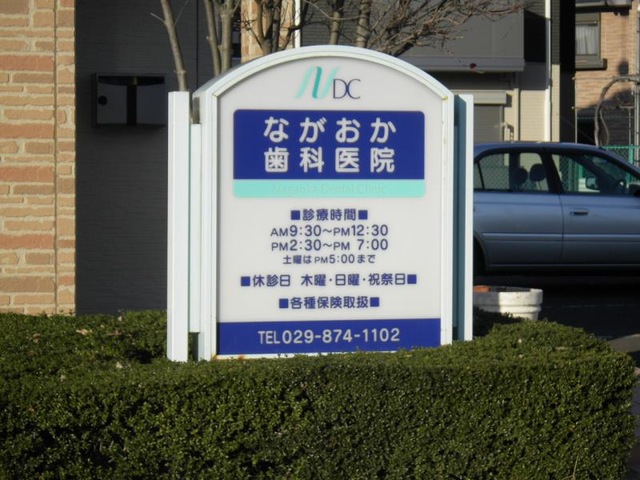 NDC
ながおか
歯科医院
Nagaoka Dental Clinic
■診療時間■
AM9:30～PM12:30
PM2:30～PM 7:00
土曜はPM5:00まで
■休診日 木曜・日曜・祝祭日■
■各種保険取扱■
TEL029-874-1102